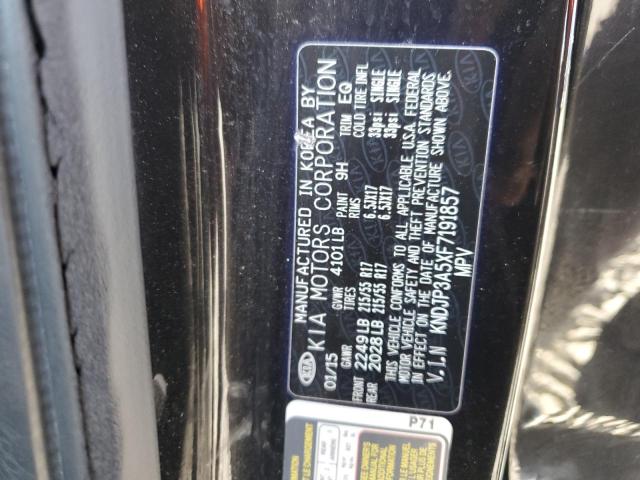 MANUFACTURED IN KOREA BY
KIA MOTORS CORPORATION
KIA
01/15 GVWR 4101LB PAINT 9H TRIM EQ
GAWR TIRES RIMS COLD TIRE INFL
FRONT 2249LB 215/55 R17 6.5JX17 33psi SINGLE
REAR 2028LB 215/55 R17 6.5JX17 33psi SINGLE
THIS VEHICLE CONFORMS TO ALL APPLICABLE U.S.A. FEDERAL
MOTOR VEHICLE SAFETY AND THEFT PREVENTION STANDARDS
IN EFFECT ON THE DATE OF MANUFACTURE SHOWN ABOVE.
V.I.N KNDJP3A5XF7191857
MPV
P71